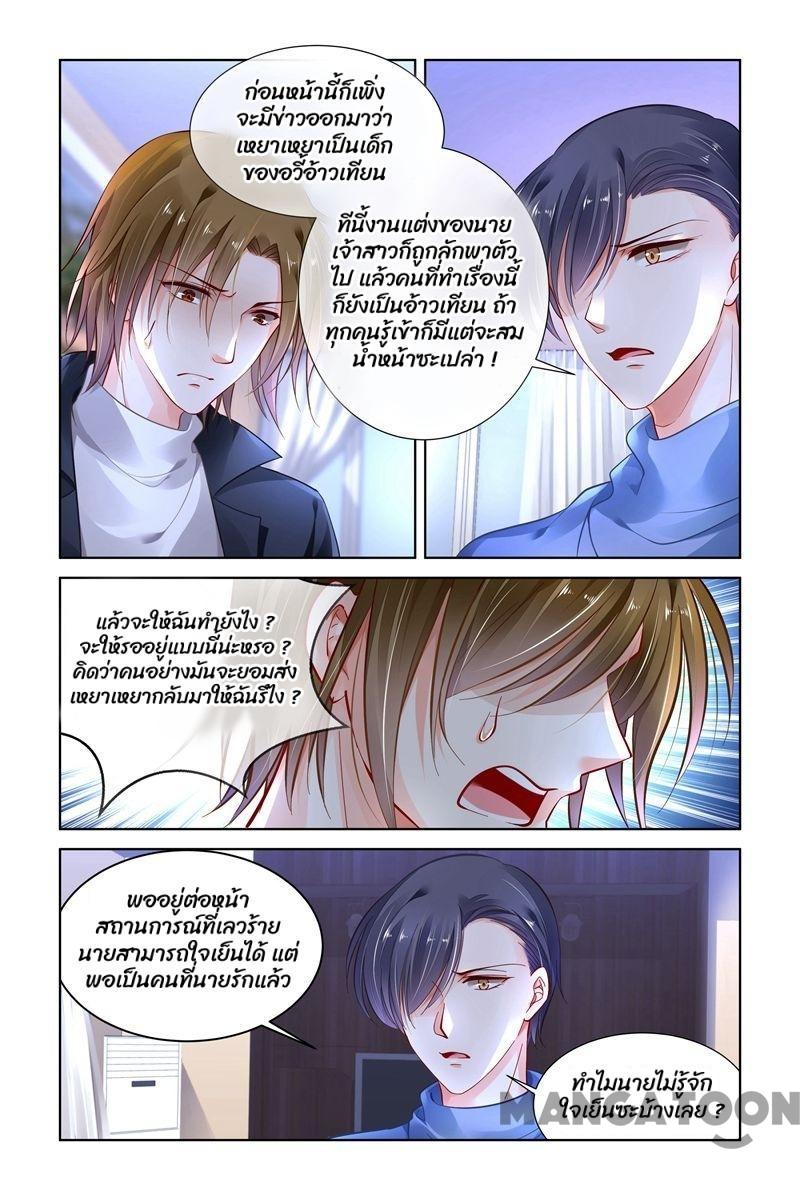 ก่อนหน้านี้ก็เพิ่ง
จะมีข่าวออกมาว่า
เหยาเหยาเป็นเด็ก
ของอวี้อ้าวเทียน
ทีนี้งานแต่งของนาย
เจ้าสาวก็ถูกลักพาตัว
ไป แล้วคนที่ทำเรื่องนี้
ก็ยังเป็นอ้าวเทียน ถ้า
ทุกคนรู้เข้าก็มีแต่จะสม
น้ำหน้าซะเปล่า !
แล้วจะให้ฉันทำยังไง ?
จะให้รออยู่แบบนี้น่ะหรอ ?
คิดว่าคนอย่างมันจะยอมส่ง
เหยาเหยากลับมาให้ฉันรึไง ?
พออยู่ต่อหน้า
สถานการณ์ที่เลวร้าย
นายสามารถใจเย็นได้ แต่
พอเป็นคนที่นายรักแล้ว
ทำไมนายไม่รู้จัก
ใจเย็นซะบ้างเลย ?
MANGATOON